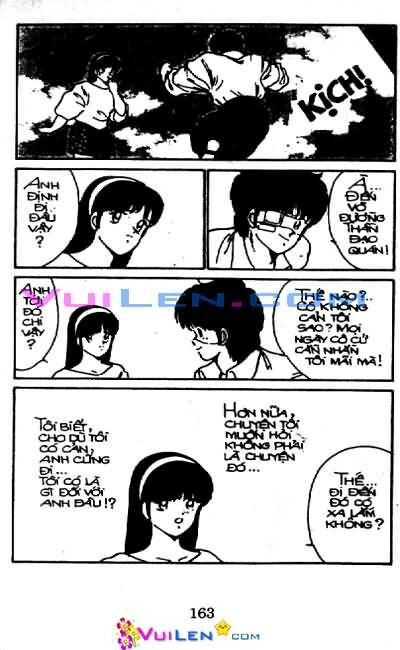 KỊCH!
ANH
ĐỊNH
ĐI
ĐÂU
VẬY
?
À...
ĐẾN
VÕ
ĐƯỜNG
THẦN
ĐẠO
QUÁN!
ANH
TỚI
ĐÓ
CHI
VẬY
?
THẾ NÀO?...
CÓ KHÔNG
CẦN TÔI
SAO? MỌI
NGÀY CÔ CỨ
CẰN NHẰN
TÔI MÃI MÀ!
VuiLen.com
TÔI BIẾT,
CHO DÙ TÔI
CÓ CẢN,
ANH CŨNG
ĐI...
TÔI CÓ LÀ
GÌ ĐỐI VỚI
ANH ĐÂU!?
HƠN NỮA,
CHUYỆN TÔI
MUỐN HỎI
KHÔNG PHẢI
LÀ CHUYỆN
ĐÓ...
THẾ...
ĐI ĐẾN
ĐÓ CÓ
XA LẮM
KHÔNG?
163
VuiLen.com